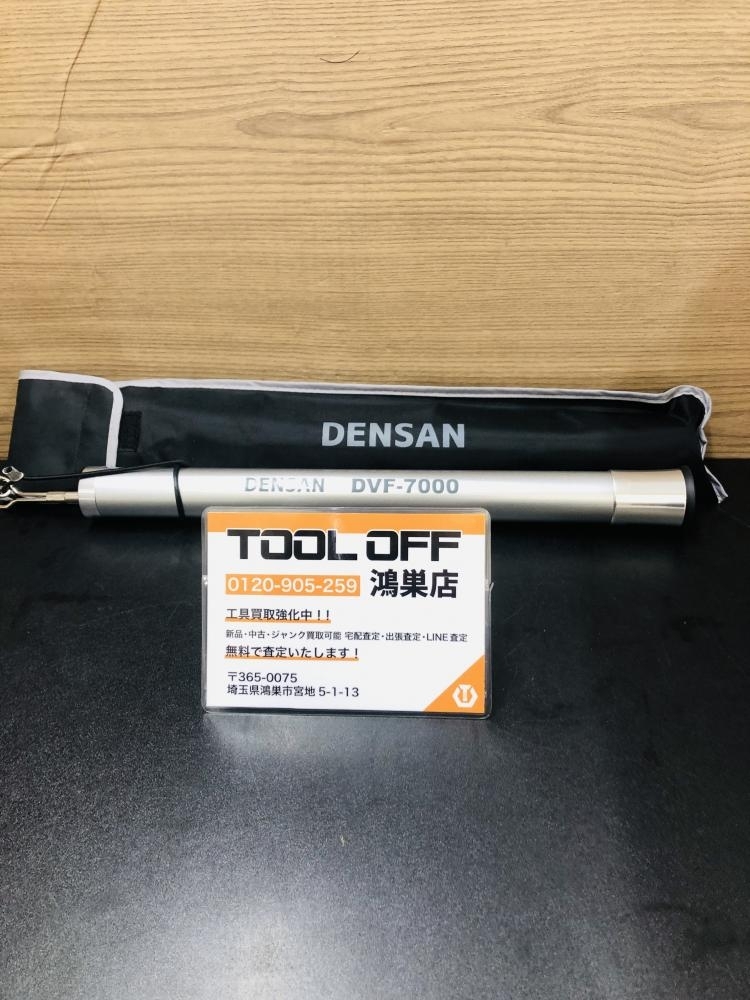 DENSAN
DENSAN DVF-7000
TOOL OFF
0120-905-259 鴻巣店
工具買取強化中!!
新品・中古・ジャンク買取可能 宅配査定・出張査定・LINE査定
無料で査定いたします!
〒365-0075
埼玉県鴻巣市宮地 5-1-13